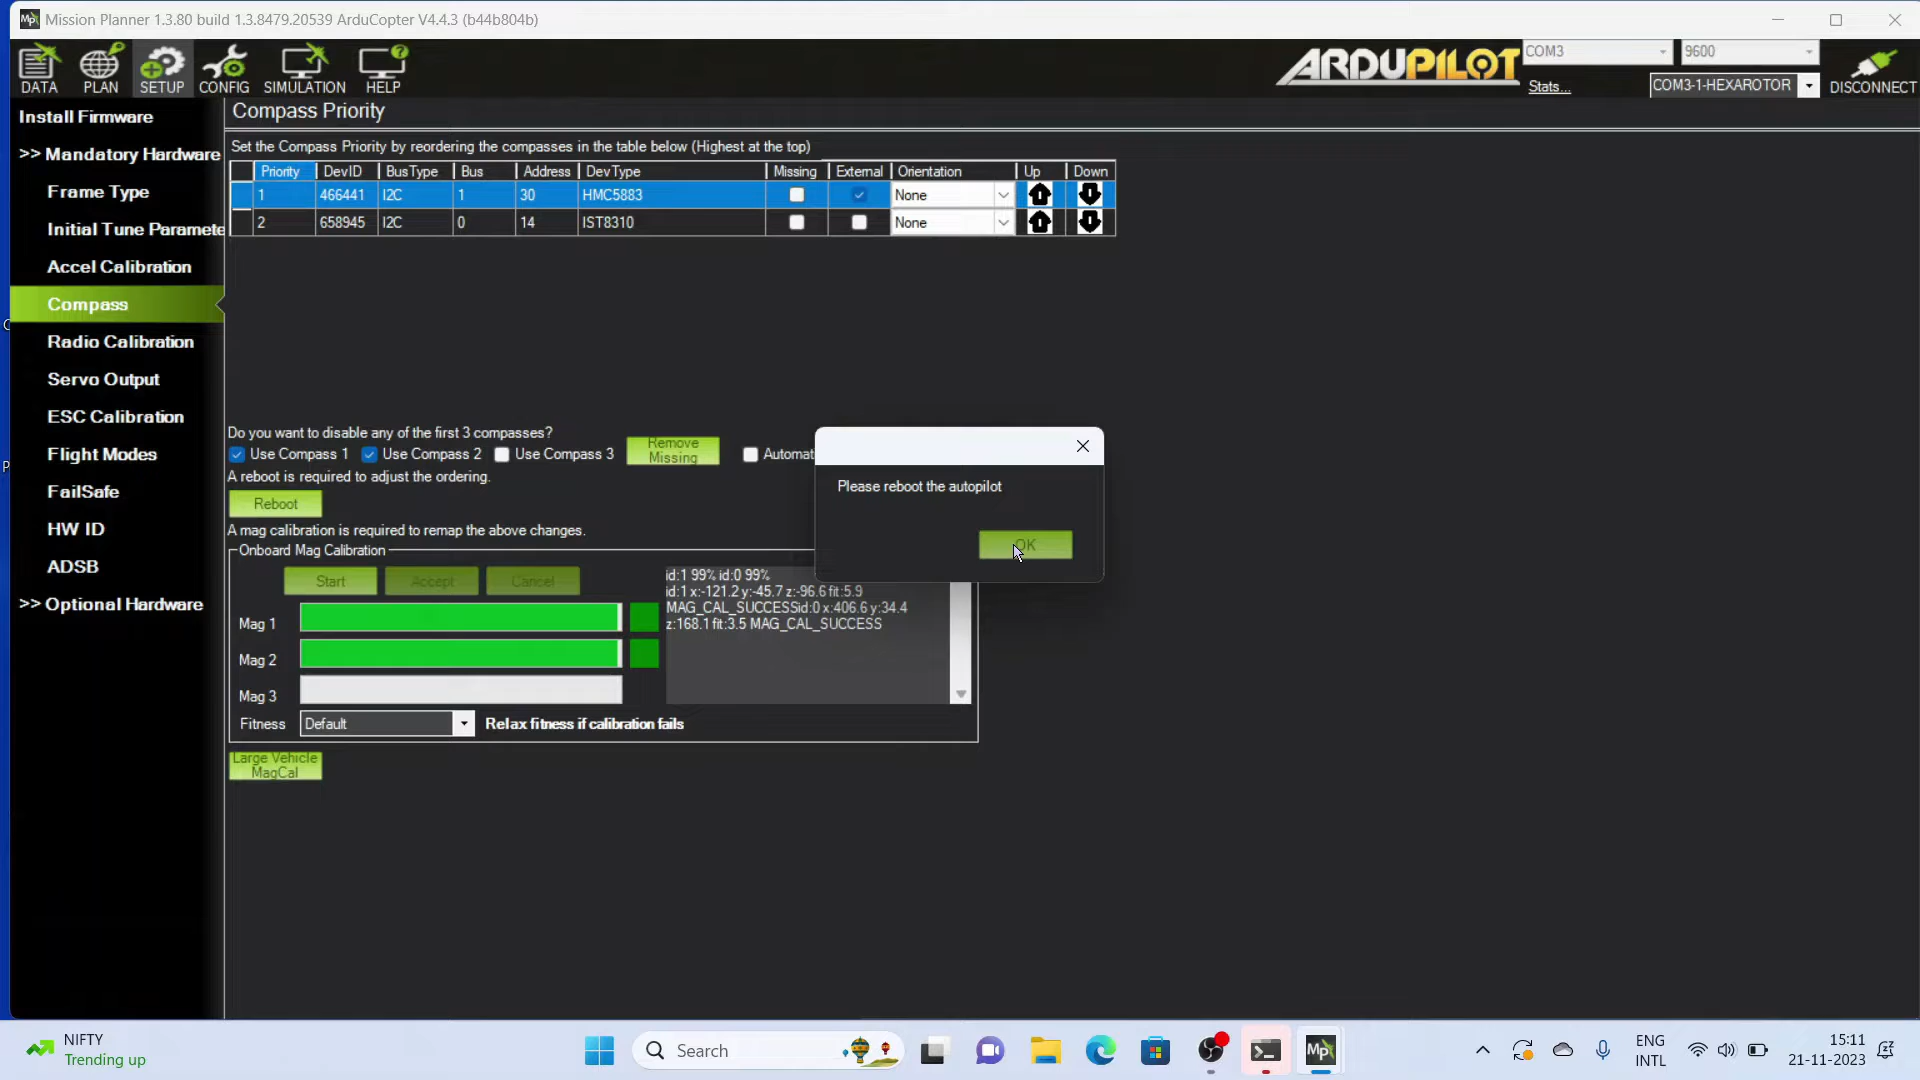 Mission Planner 1.3.80 build 1.3.8479.20539 ArduCopter V4.4.3 (b44b804b)
DATA PLAN SETUP CONFIG SIMULATION HELP
ARDUPILOT
COM3 9600
Stats...
COM3-1-HEXAROTOR
DISCONNECT
Install Firmware
>> Mandatory Hardware
Frame Type
Initial Tune Paramete
Accel Calibration
Compass
Radio Calibration
Servo Output
ESC Calibration
Flight Modes
FailSafe
HW ID
ADSB
>> Optional Hardware
Compass Priority
Set the Compass Priority by reordering the compasses in the table below (Highest at the top)
Priority DevID BusType Bus Address DevType Missing External Orientation Up Down
1 466441 I2C 1 30 HMC5883 None
2 658945 I2C 0 14 IST8310 None
Do you want to disable any of the first 3 compasses?
Use Compass 1 Use Compass 2 Use Compass 3 Remove Missing Automat
A reboot is required to adjust the ordering.
Reboot
A mag calibration is required to remap the above changes.
Onboard Mag Calibration
Start Accept Cancel
Mag 1
Mag 2
Mag 3
id:1 99% id:0 99%
id:1 x:-121.2 y:-45.7 z:-96.6 fit:5.9
MAG_CAL_SUCCESSid:0 x:406.6 y:34.4
z:168.1 fit:3.5 MAG_CAL_SUCCESS
Fitness Default Relax fitness if calibration fails
Large Vehicle
MagCal
Please reboot the autopilot
OK
NIFTY
Trending up
Search
Mp
ENG
INTL
15:11
21-11-2023